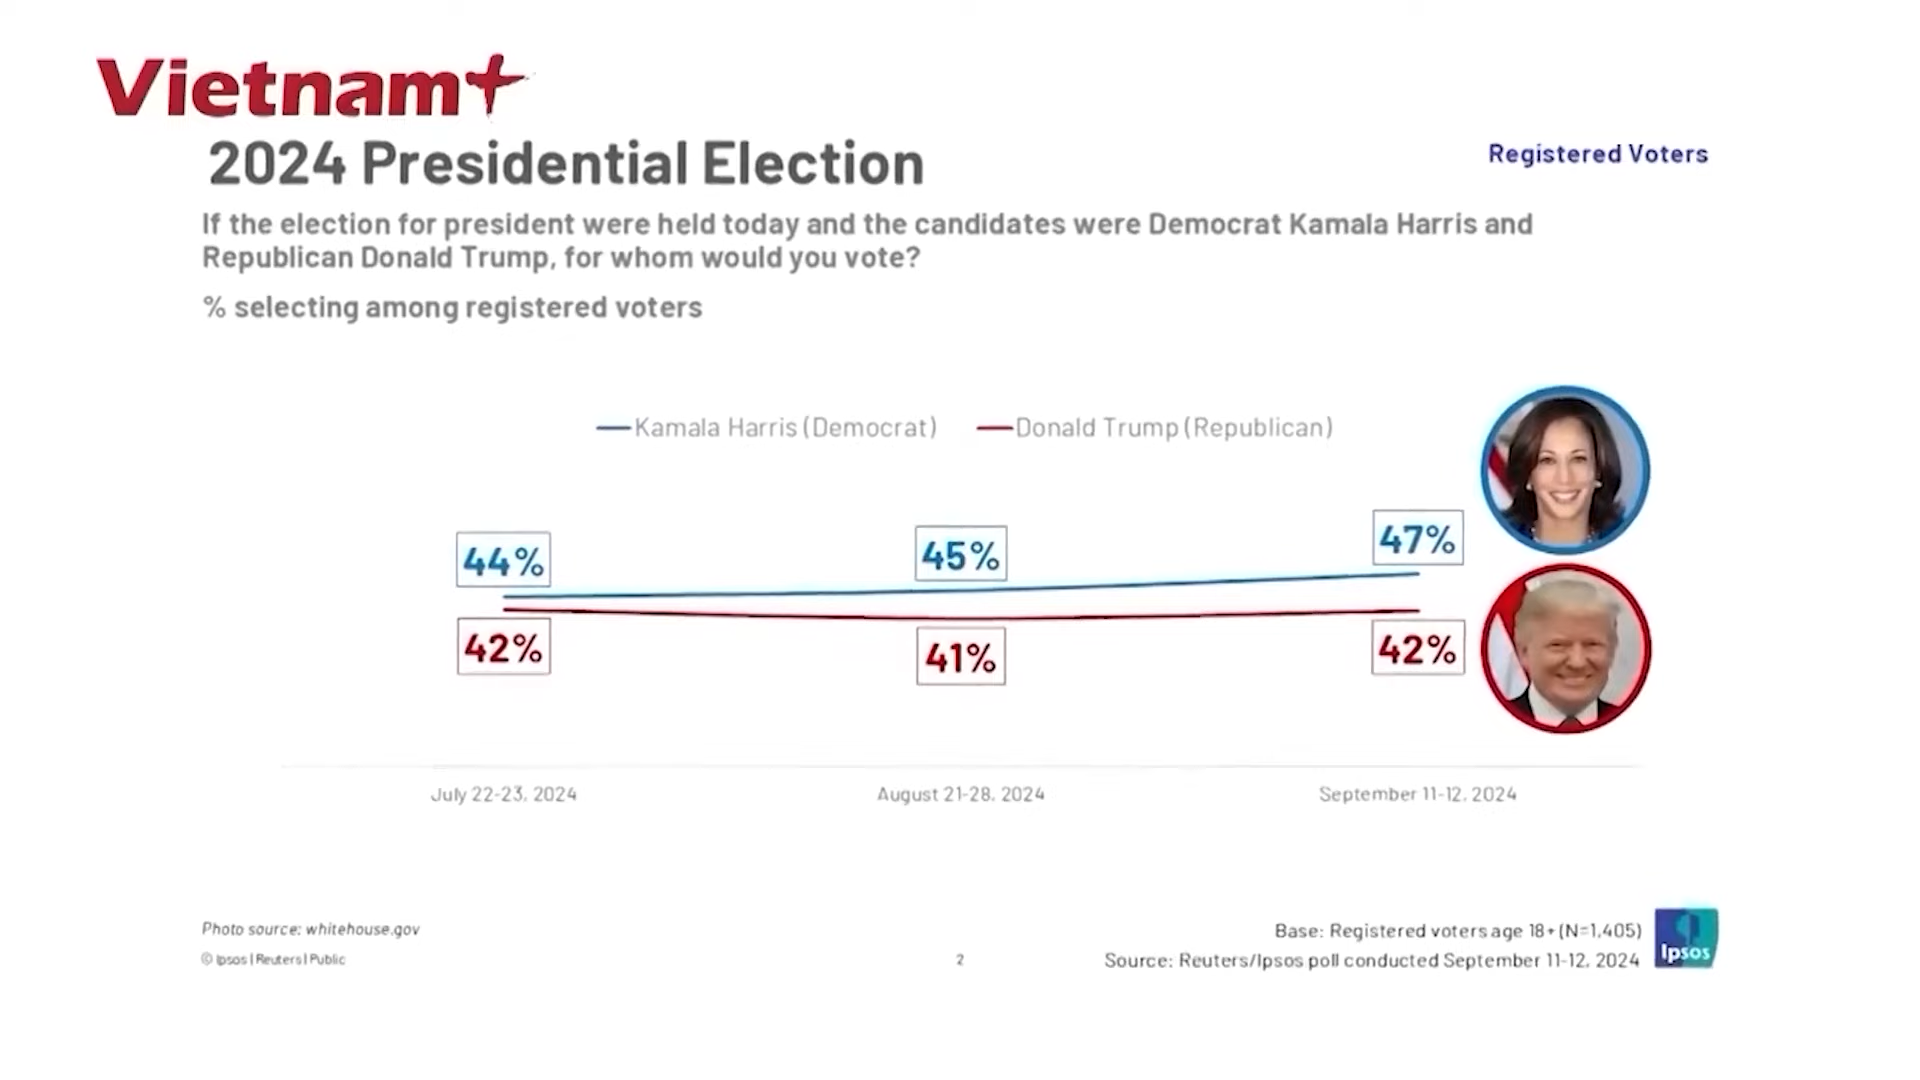 Vietnam+
2024 Presidential Election
Registered Voters
If the election for president were held today and the candidates were Democrat Kamala Harris and
Republican Donald Trump, for whom would you vote?
% selecting among registered voters
Kamala Harris (Democrat)
Donald Trump (Republican)
44%
45%
47%
42%
41%
42%
July 22-23, 2024
August 21-28, 2024
September 11-12, 2024
Photo source: whitehouse.gov
Base: Registered voters age 18+ (N=1,405)
© Ipsos | Reuters | Public
2
Source: Reuters/Ipsos poll conducted September 11-12, 2024
Ipsos